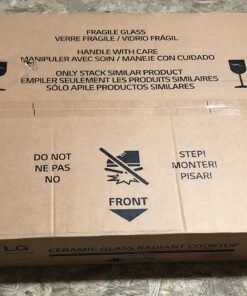 FRAGILE GLASS
VERRE FRAGILE / VIDRIO FRÁGIL
HANDLE WITH CARE
MANIPULER AVEC SOIN / MANEJE CON CUIDADO
ONLY STACK SIMILAR PRODUCT
EMPILER SEULEMENT LES PRODUITS SIMILAIRES
SÓLO APILE PRODUCTOS SIMILARES
DO NOT
NE PAS
NO
STEP!
MONTER!
PISAR!
FRONT
LG
CERAMIC GLASS RADIANT COOKTOP